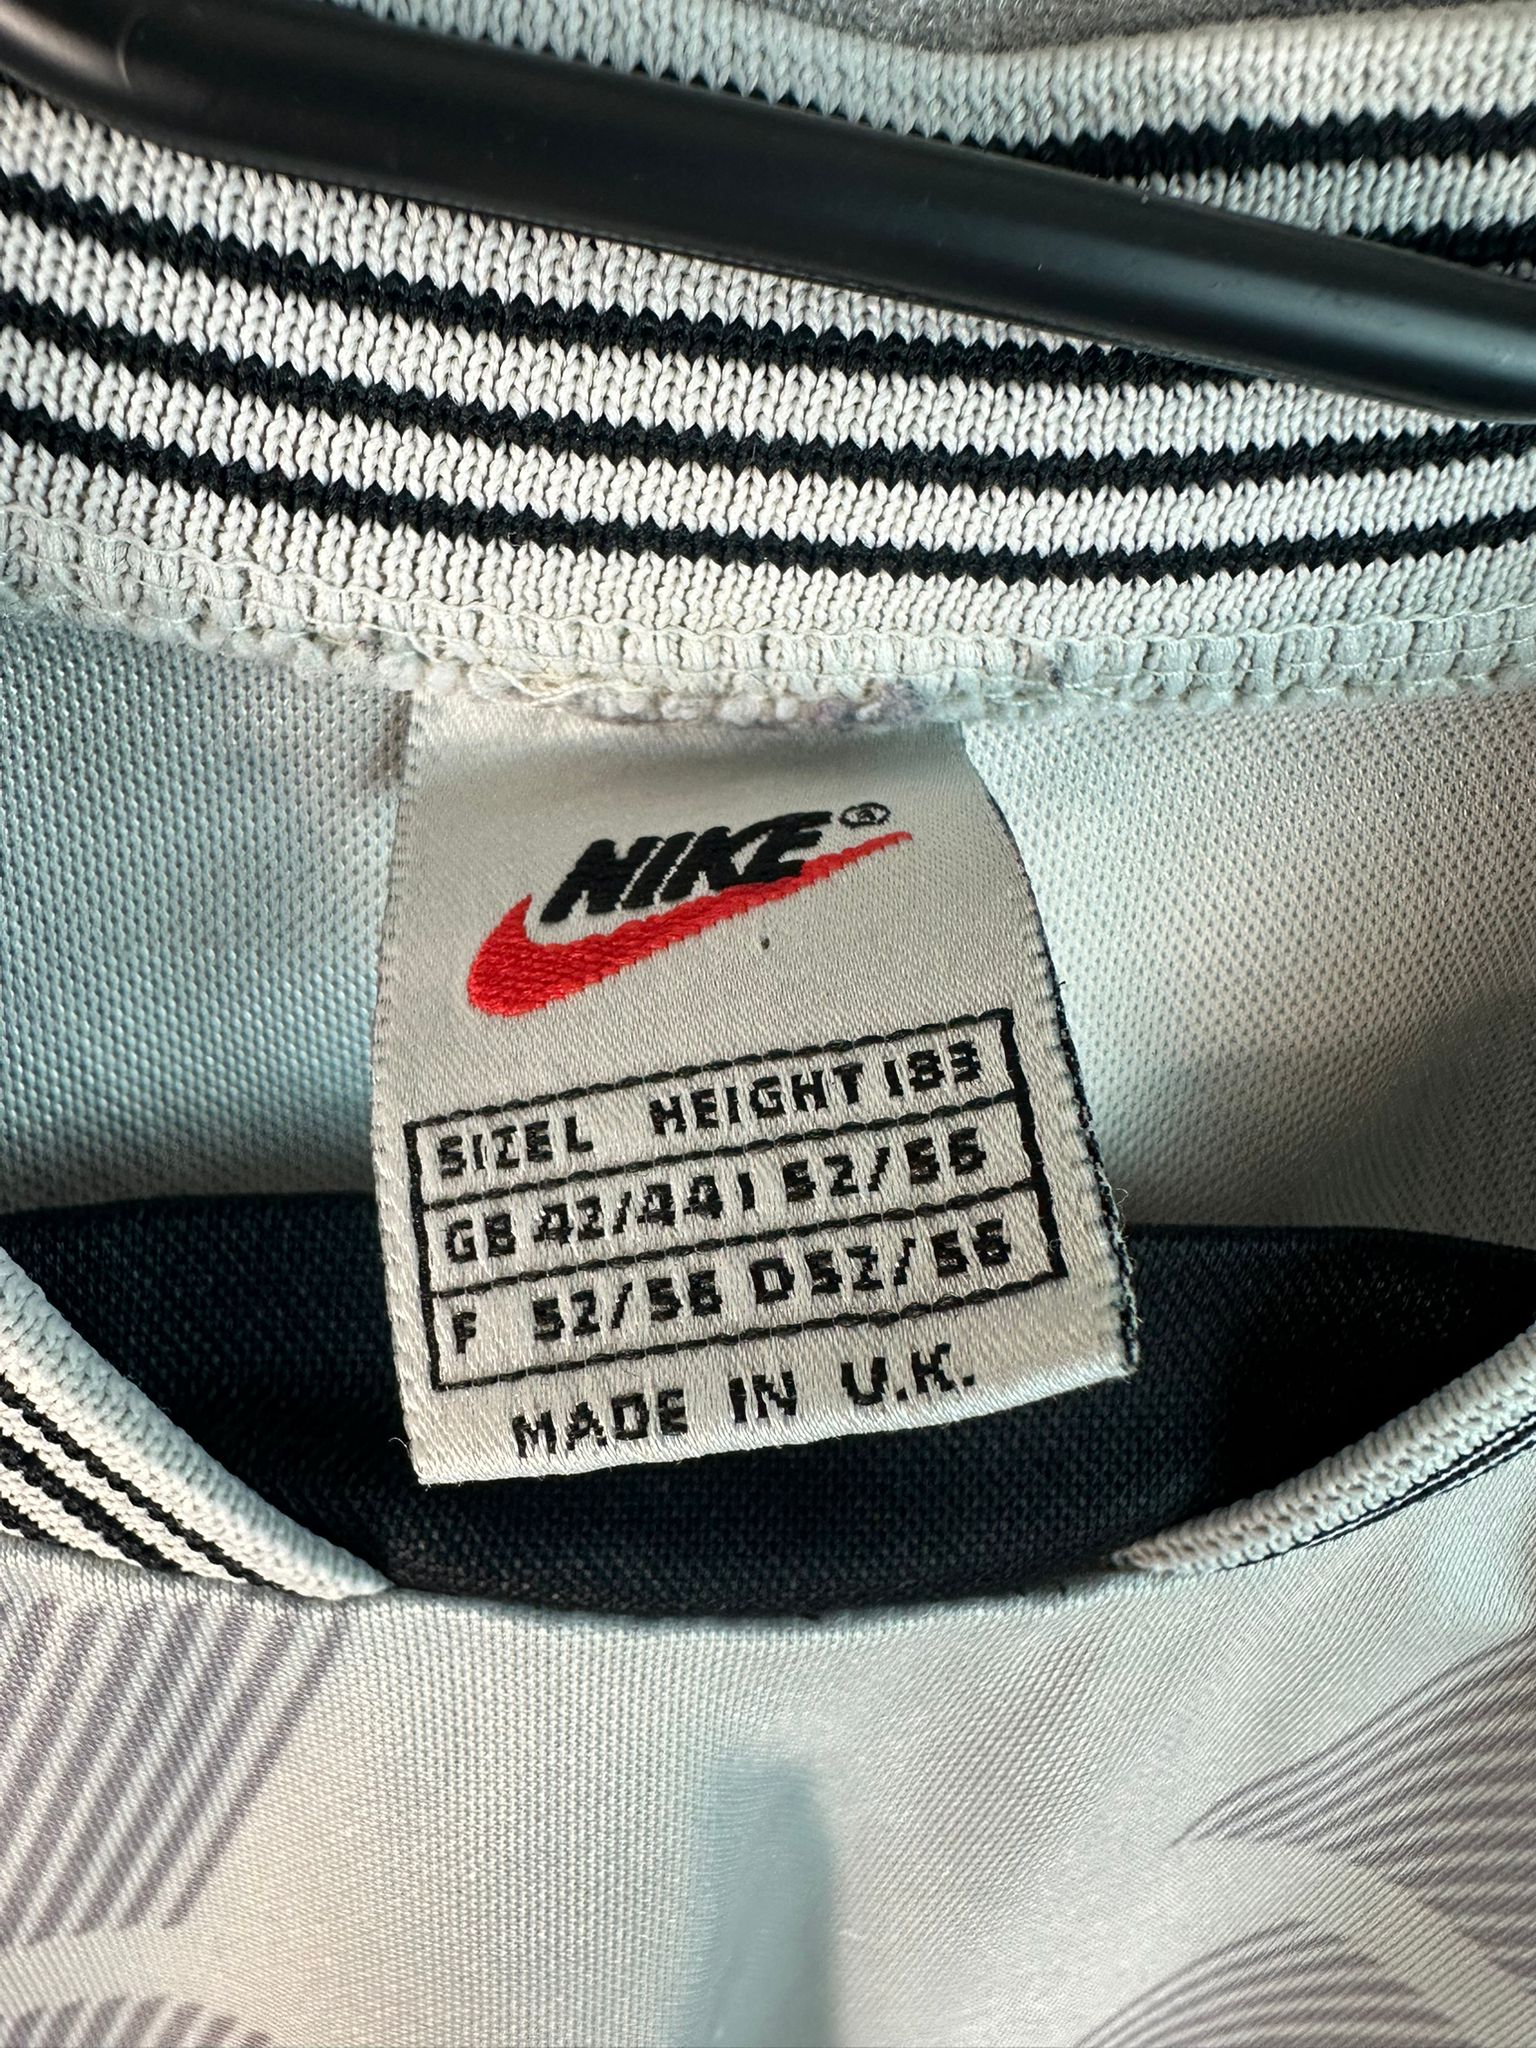 NIKE®
SIZE L HEIGHT 183
GB 42/44 I 52/56
F 52/56 D 52/56
MADE IN U.K.